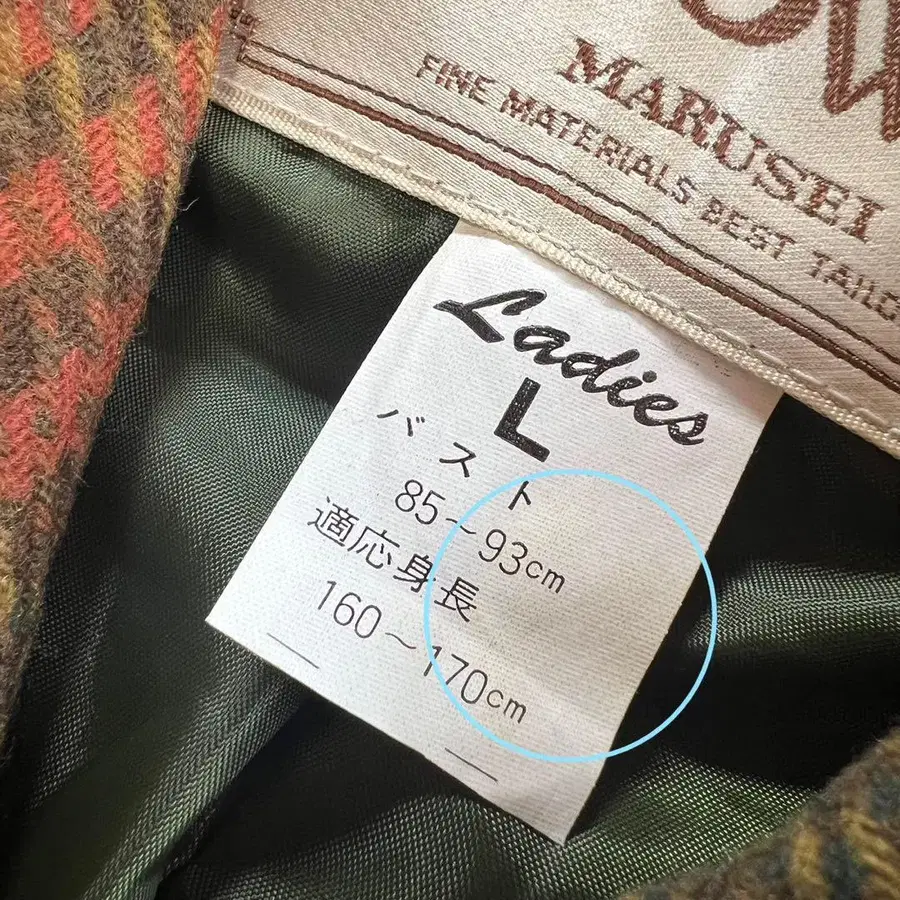 MARUSEI
FINE MATERIALS BEST TAILO
Ladies
L
バスト
85～93cm
適応身長
160～170cm